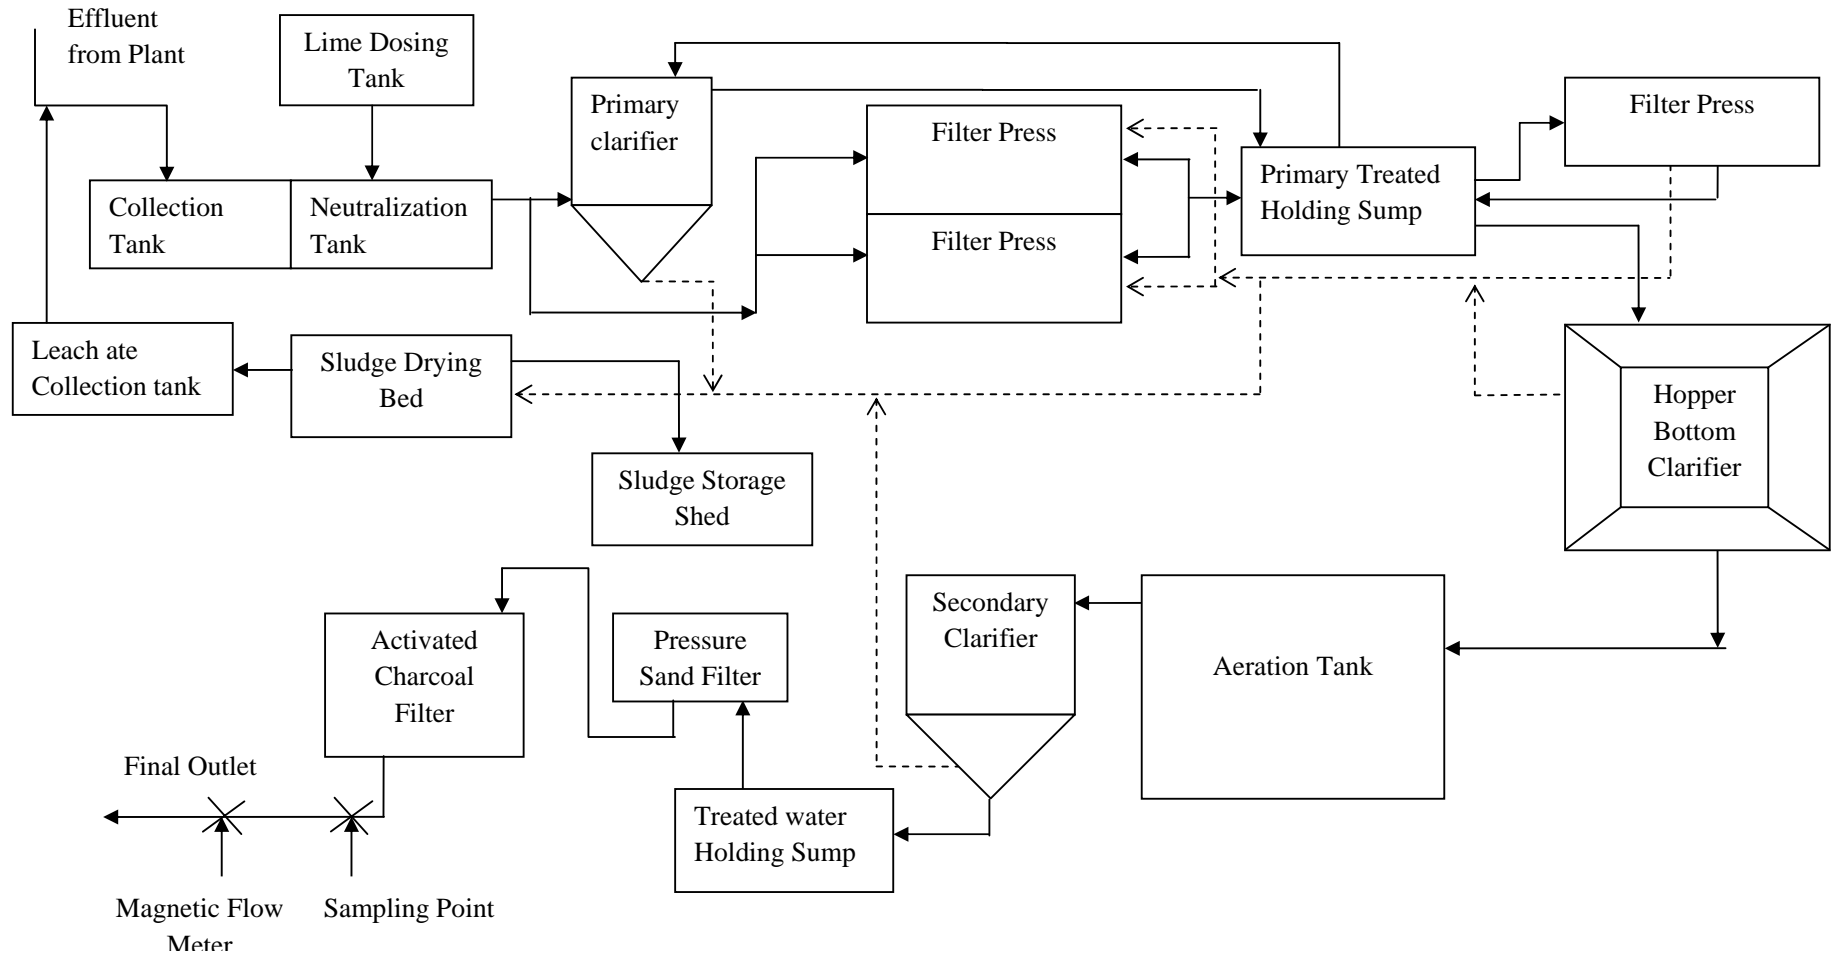 Effluent
from Plant
Lime Dosing
Tank
Primary
clarifier
Filter Press
Filter Press
Primary Treated
Holding Sump
Filter Press
Collection
Tank
Neutralization
Tank
Leach ate
Collection tank
Sludge Drying
Bed
Sludge Storage
Shed
Hopper
Bottom
Clarifier
Activated
Charcoal
Filter
Pressure
Sand Filter
Secondary
Clarifier
Aeration Tank
Final Outlet
Treated water
Holding Sump
Magnetic Flow
Meter
Sampling Point